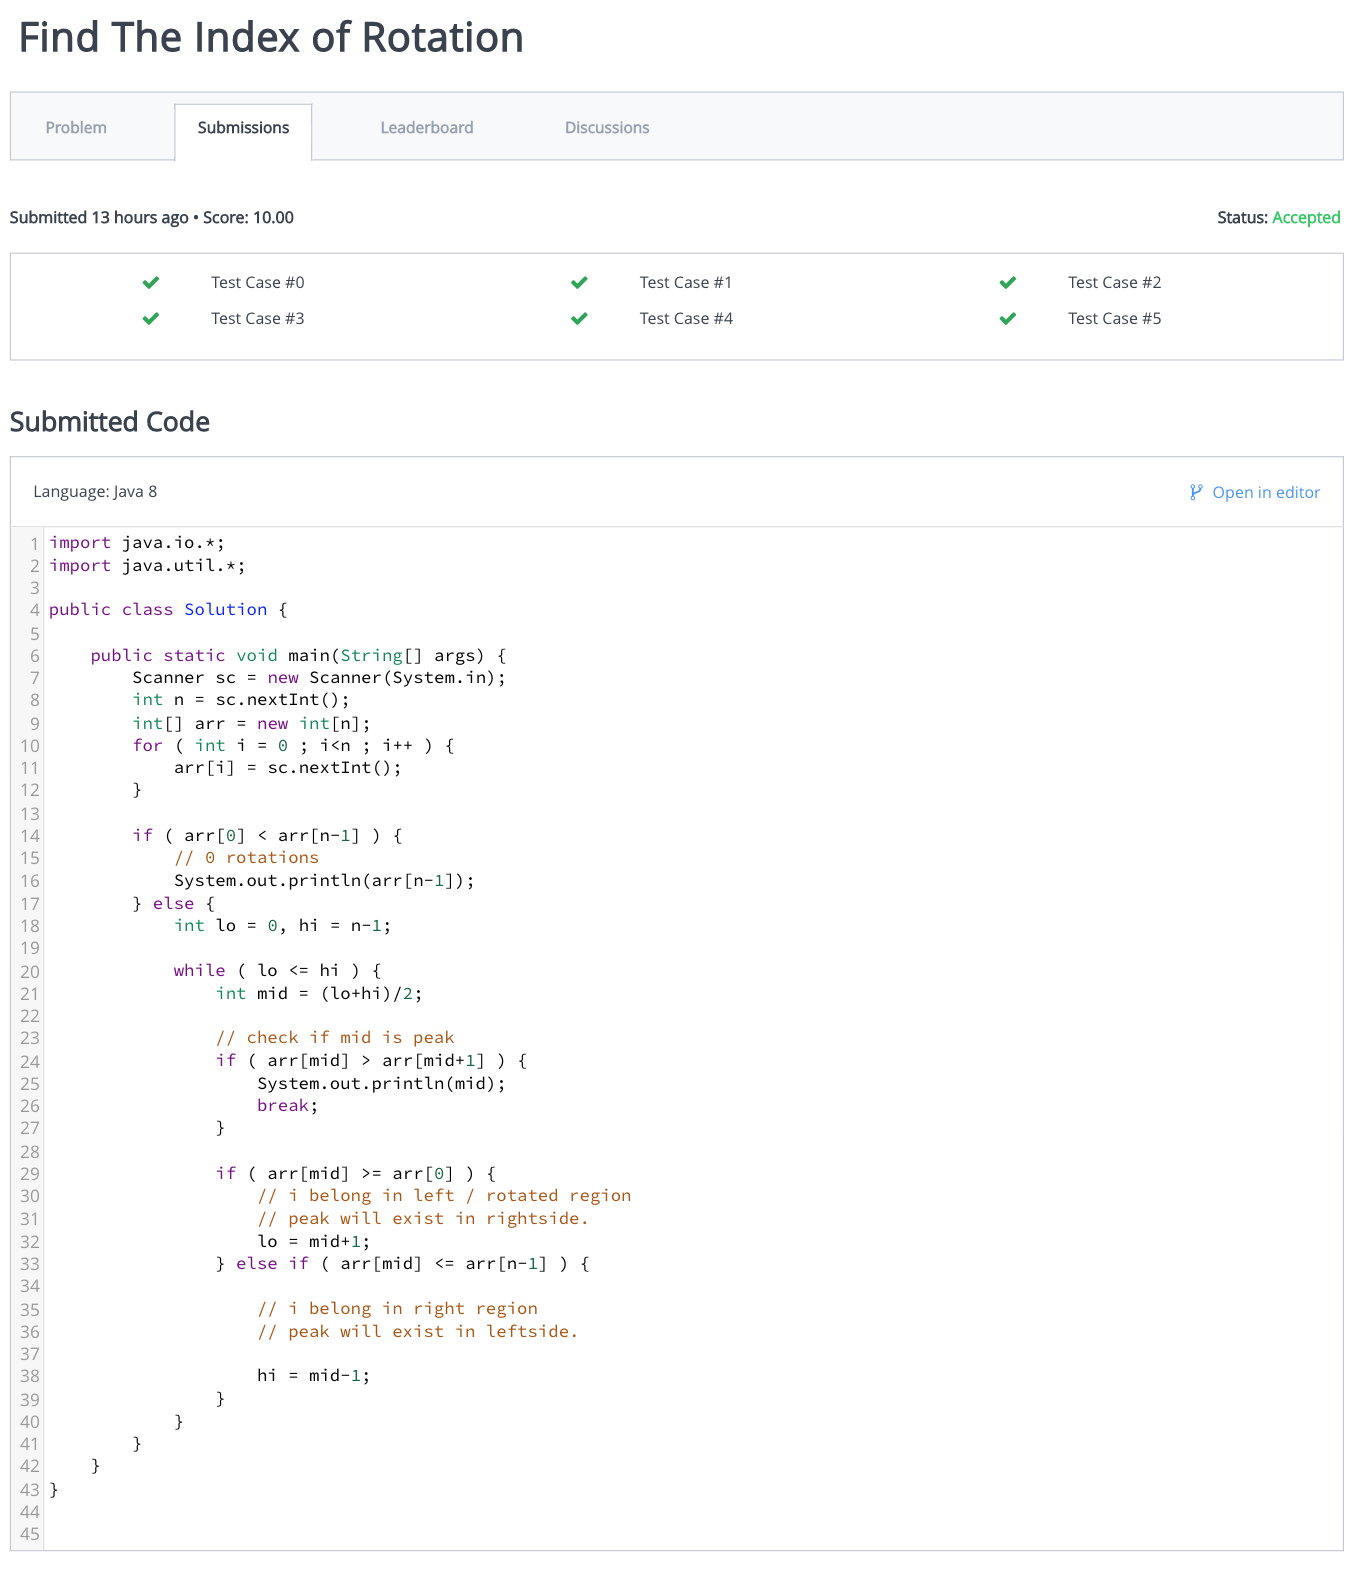 Find The Index of Rotation
Problem
Submissions
Leaderboard
Discussions
Submitted 13 hours ago • Score: 10.00
Status: Accepted
Test Case #0
Test Case #1
Test Case #2
Test Case #3
Test Case #4
Test Case #5
Submitted Code
Language: Java 8
Open in editor
1 import java.io.*;
2 import java.util.*;
3
4 public class Solution {
5
6     public static void main(String[] args) {
7         Scanner sc = new Scanner(System.in);
8         int n = sc.nextInt();
9         int[] arr = new int[n];
10         for ( int i = 0 ; i<n ; i++ ) {
11             arr[i] = sc.nextInt();
12         }
13
14         if ( arr[0] < arr[n-1] ) {
15             // 0 rotations
16             System.out.println(arr[n-1]);
17         } else {
18             int lo = 0, hi = n-1;
19
20             while ( lo <= hi ) {
21                 int mid = (lo+hi)/2;
22
23                 // check if mid is peak
24                 if ( arr[mid] > arr[mid+1] ) {
25                     System.out.println(mid);
26                     break;
27                 }
28
29                 if ( arr[mid] >= arr[0] ) {
30                     // i belong in left / rotated region
31                     // peak will exist in rightside.
32                     lo = mid+1;
33                 } else if ( arr[mid] <= arr[n-1] ) {
34
35                     // i belong in right region
36                     // peak will exist in leftside.
37
38                     hi = mid-1;
39                 }
40             }
41         }
42     }
43 }
44
45